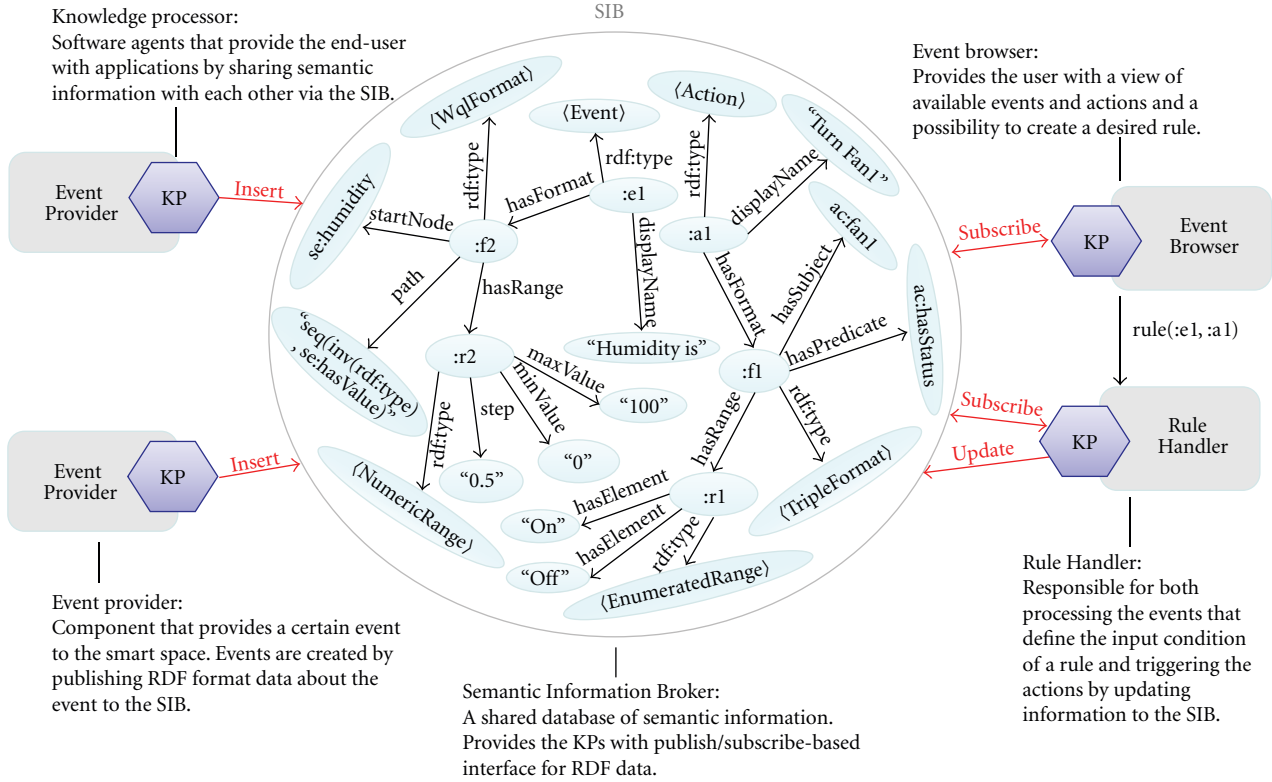 SIB
Knowledge processor:
Software agents that provide the end-user
with applications by sharing semantic
information with each other via the SIB.
Event
Provider
KP
Insert
Event
Provider
KP
Insert
Event provider:
Component that provides a certain event
to the smart space. Events are created by
publishing RDF format data about the
event to the SIB.
⟨WqlFormat⟩
⟨Event⟩
⟨Action⟩
“Turn Fan1”
rdf:type
rdf:type
rdf:type
displayName
se:humidity
startNode
hasFormat
:e1
:a1
ac:fan1
:f2
path
hasRange
displayName
hasFormat
hasSubject
ac:hasStatus
“seq(inv(rdf:type)
, se:hasValue)”
:r2
“Humidity is”
:f1
hasPredicate
rdf:type
step
minValue
maxValue
“100”
“0”
“0.5”
⟨NumericRange⟩
hasRange
rdf:type
⟨TripleFormat⟩
:r1
hasElement
“On”
hasElement
“Off”
rdf:type
⟨EnumeratedRange⟩
Semantic Information Broker:
A shared database of semantic information.
Provides the KPs with publish/subscribe-based
interface for RDF data.
Event browser:
Provides the user with a view of
available events and actions and a
possibility to create a desired rule.
Subscribe
KP
Event
Browser
rule(:e1, :a1)
Subscribe
Update
KP
Rule
Handler
Rule Handler:
Responsible for both
processing the events that
define the input condition
of a rule and triggering the
actions by updating
information to the SIB.